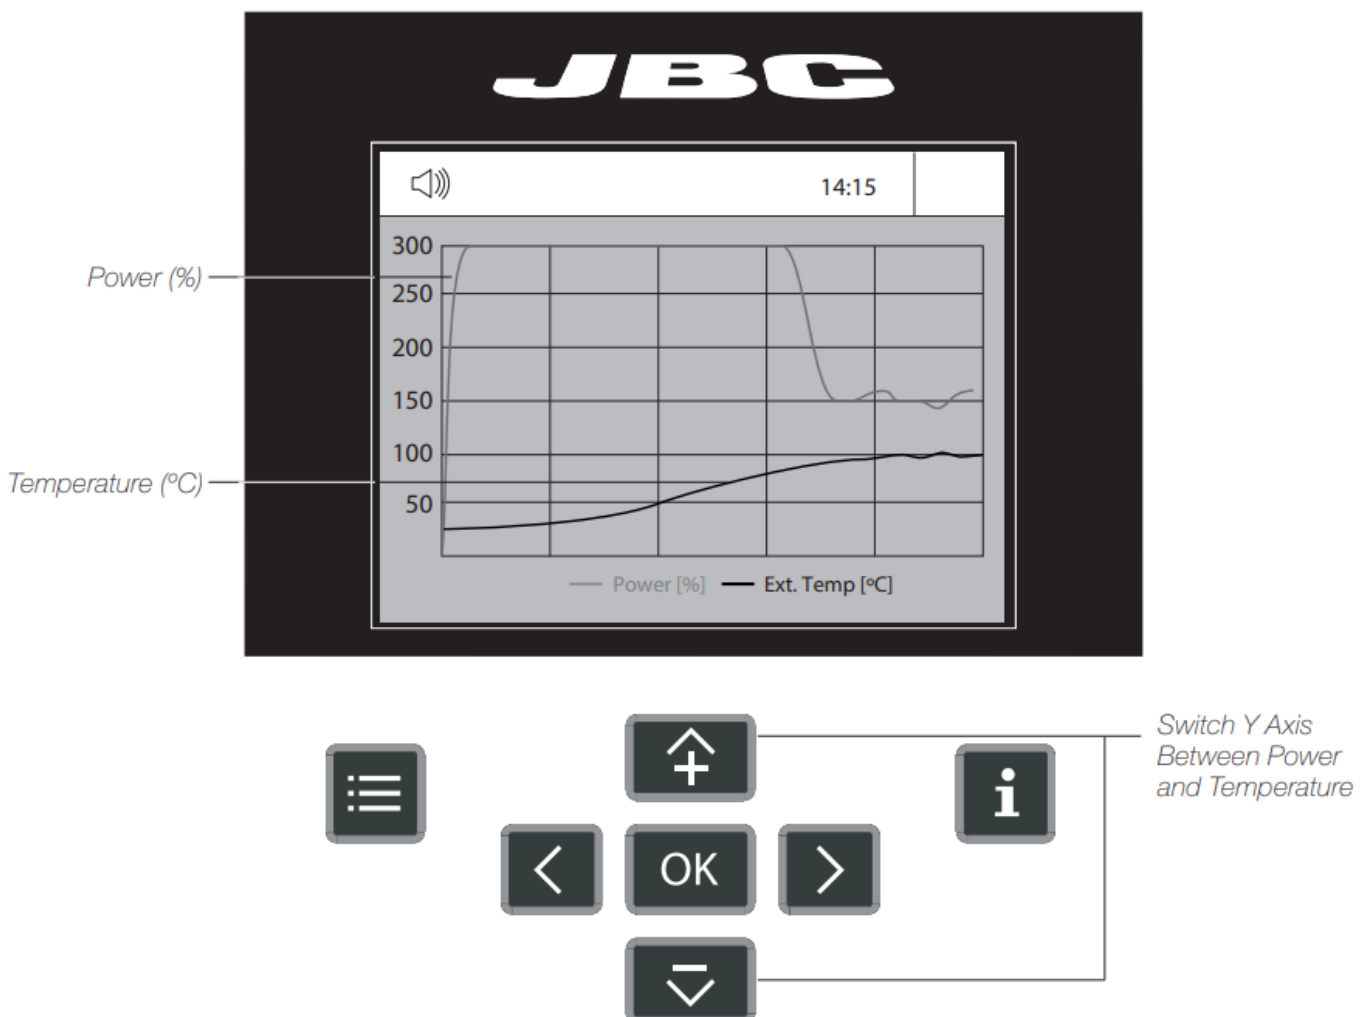 JBC
14:15
300
Power (%)
250
200
150
100
Temperature (ºC)
50
Power [%] Ext. Temp [ºC]
Switch Y Axis
Between Power
and Temperature
i
OK